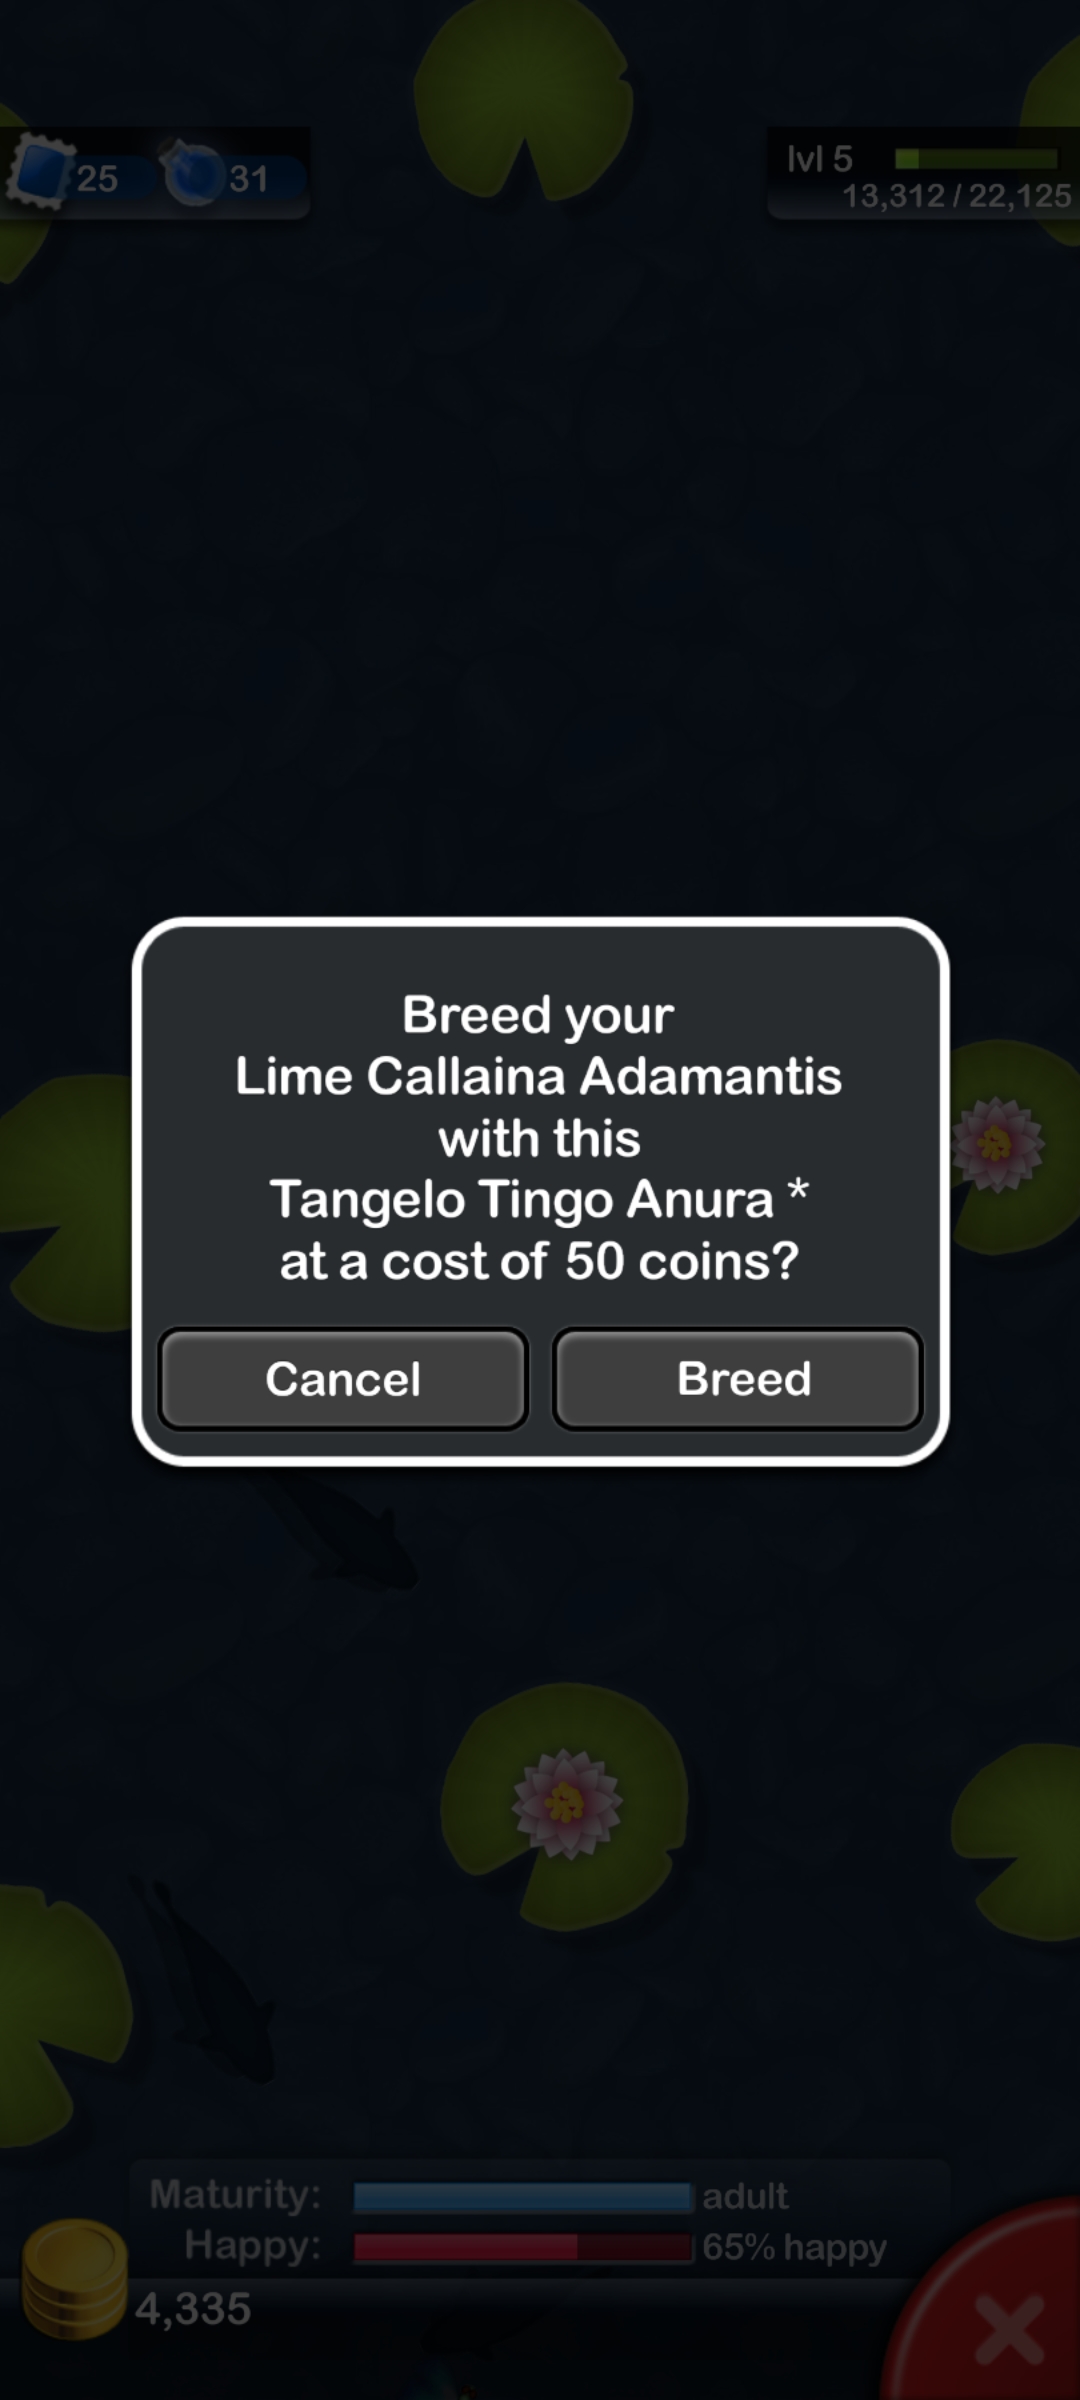 25 31
lvl 5
13,312 / 22,125
Breed your
Lime Callaina Adamantis
with this
Tangelo Tingo Anura *
at a cost of 50 coins?
Cancel Breed
Maturity: adult
Happy: 65% happy
4,335